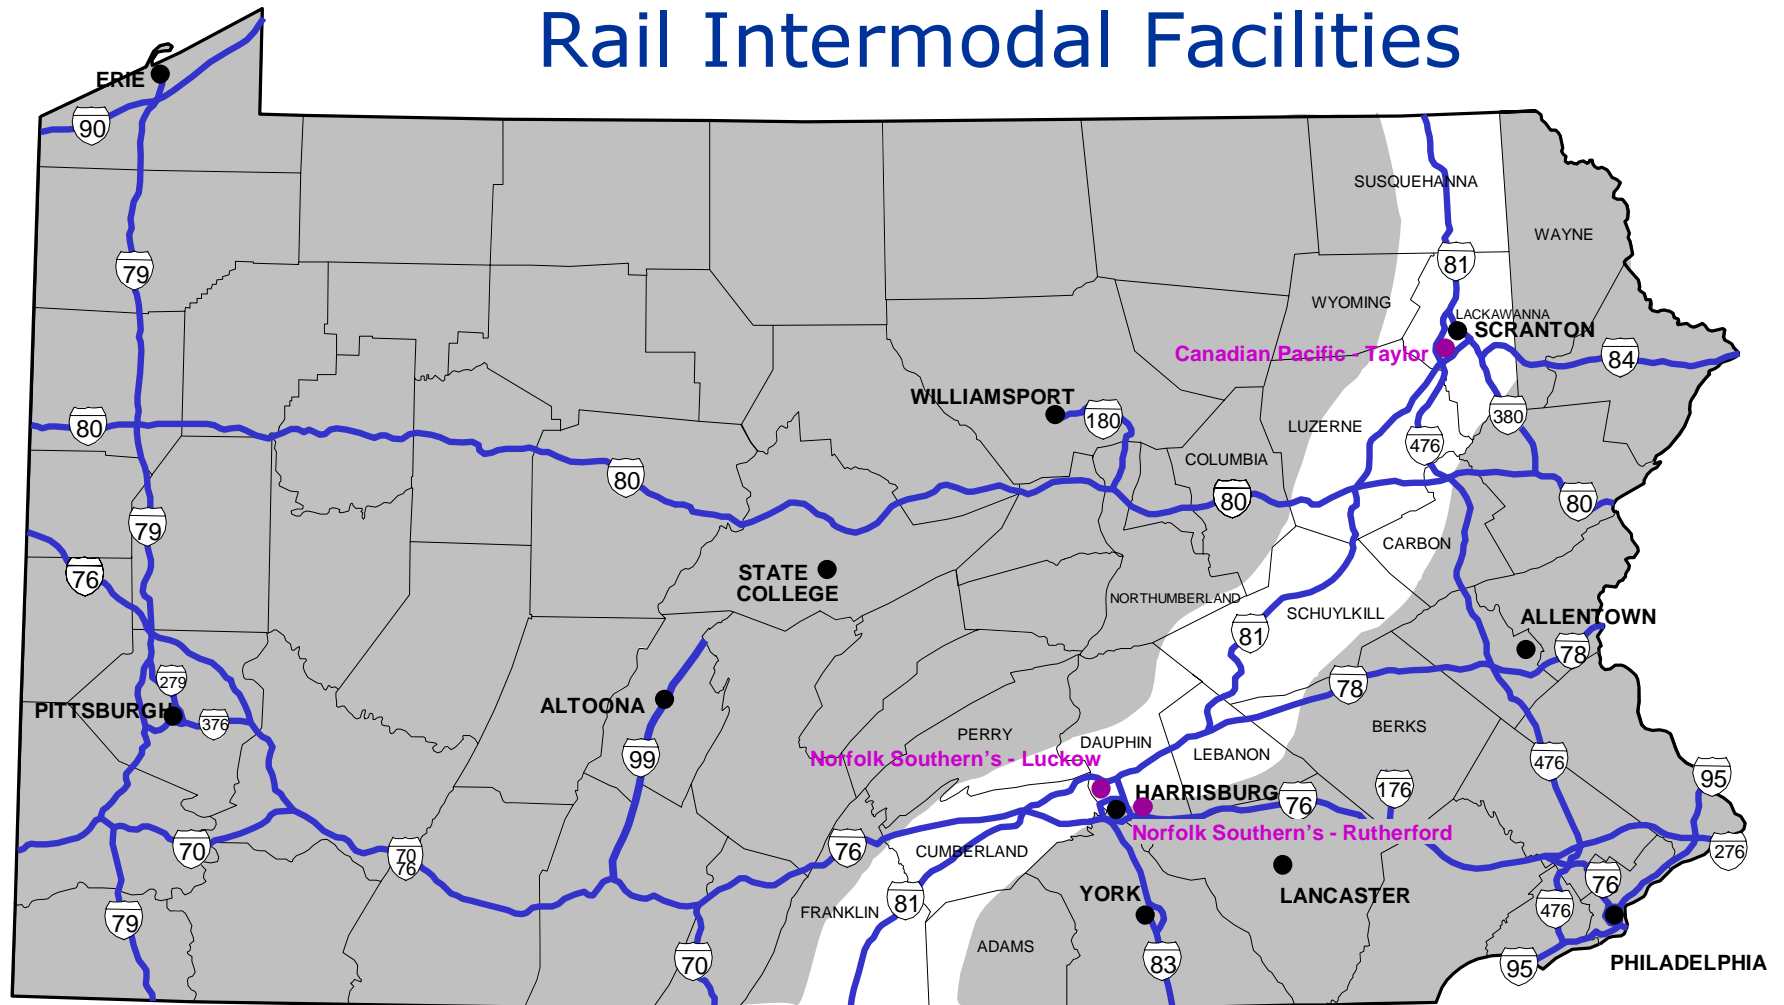 Rail Intermodal Facilities
ERIE
90
SUSQUEHANNA
WAYNE
79
81
WYOMING
LACKAWANNA
SCRANTON
Canadian Pacific - Taylor
84
WILLIAMSPORT
180
380
80
LUZERNE
476
COLUMBIA
80
80
80
79
CARBON
76
STATE
COLLEGE
NORTHUMBERLAND
SCHUYLKILL
ALLENTOWN
81
78
279
78
PITTSBURGH
376
ALTOONA
BERKS
PERRY
DAUPHIN
99
LEBANON
Norfolk Southern's - Luckow
476
95
176
HARRISBURG
76
Norfolk Southern's - Rutherford
70
70
76
76
CUMBERLAND
276
76
LANCASTER
YORK
81
FRANKLIN
476
79
ADAMS
70
83
95
PHILADELPHIA